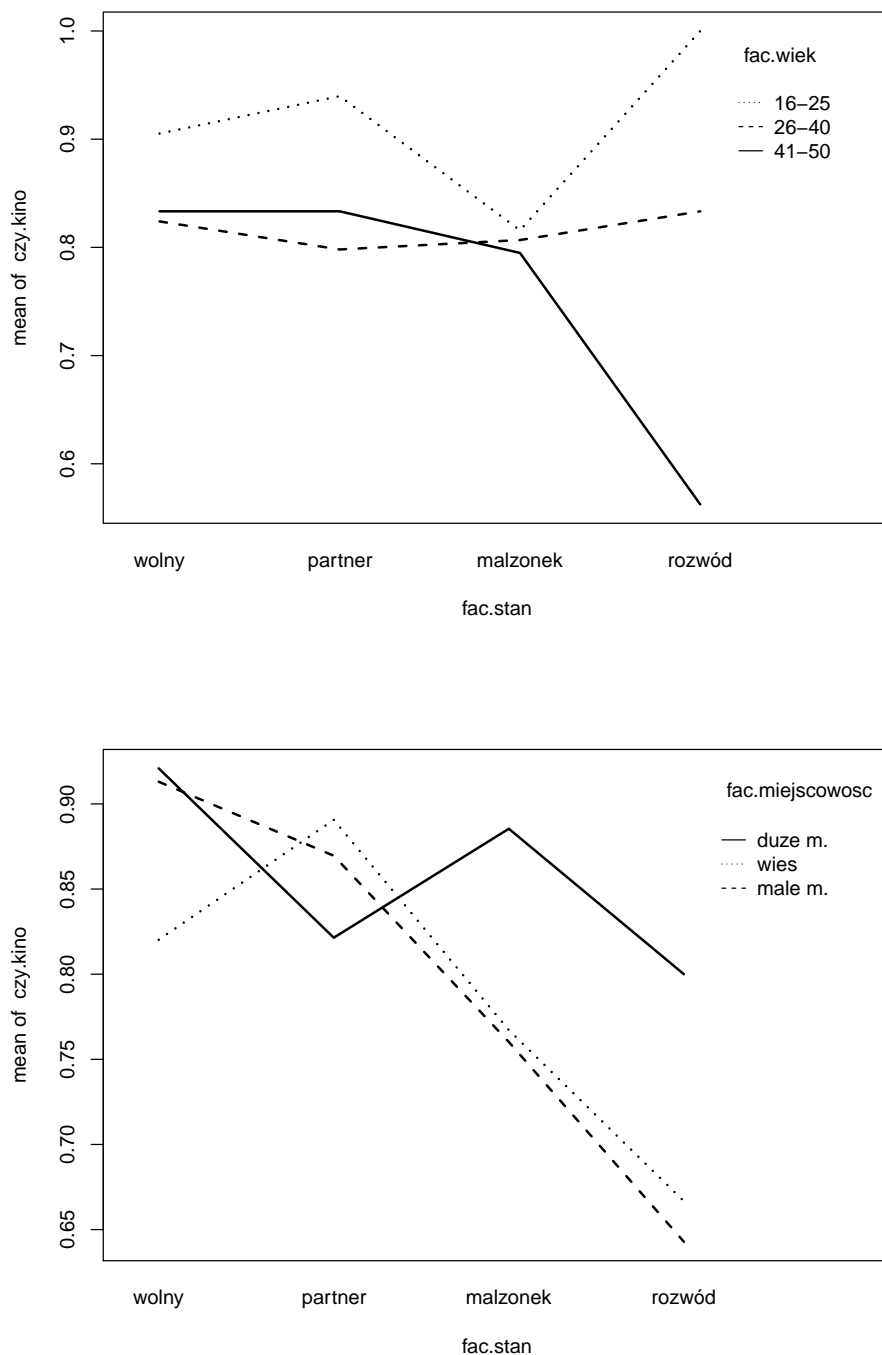 1.0
0.9
0.8
0.7
0.6
mean of czy.kino
fac.wiek
16−25
26−40
41−50
wolny partner malzonek rozwód
fac.stan
0.90
0.85
0.80
0.75
0.70
0.65
mean of czy.kino
fac.miejscowosc
duze m.
wies
male m.
wolny partner malzonek rozwód
fac.stan